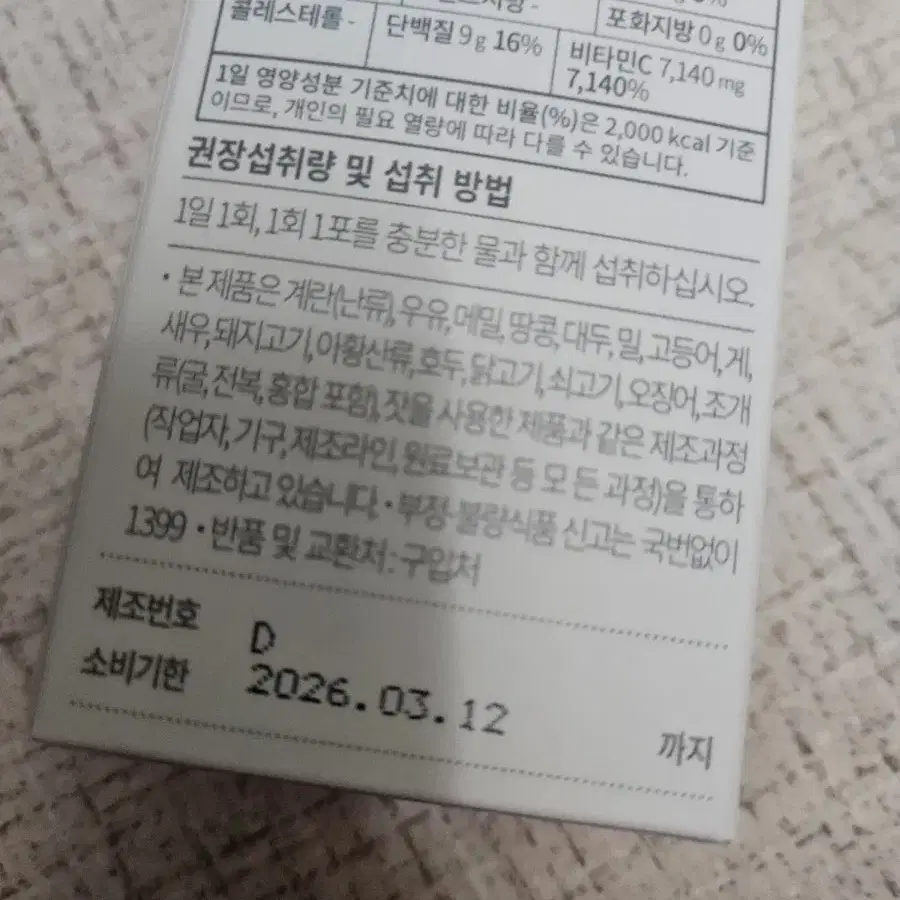 콜레스테롤 -
단백질 9 g 16%
포화지방 0 g 0%
비타민C 7,140 mg
7,140%
1일 영양성분 기준치에 대한 비율(%)은 2,000 kcal 기준
이므로, 개인의 필요 열량에 따라 다를 수 있습니다.
권장섭취량 및 섭취 방법
1일 1회, 1회 1포를 충분한 물과 함께 섭취하십시오.
· 본 제품은 계란(난류), 우유, 메밀, 땅콩, 대두, 밀, 고등어, 게,
새우, 돼지고기, 아황산류, 호두, 닭고기, 쇠고기, 오징어, 조개
류(굴, 전복, 홍합 포함), 잣을 사용한 제품과 같은 제조과정
(작업자, 기구, 제조라인, 원료보관 등 모 든 과정)을 통하
여 제조하고 있습니다. · 부정·불량식품 신고는 국번없이
1399 · 반품 및 교환처 : 구입처
제조번호 D
소비기한 2026.03.12 까지